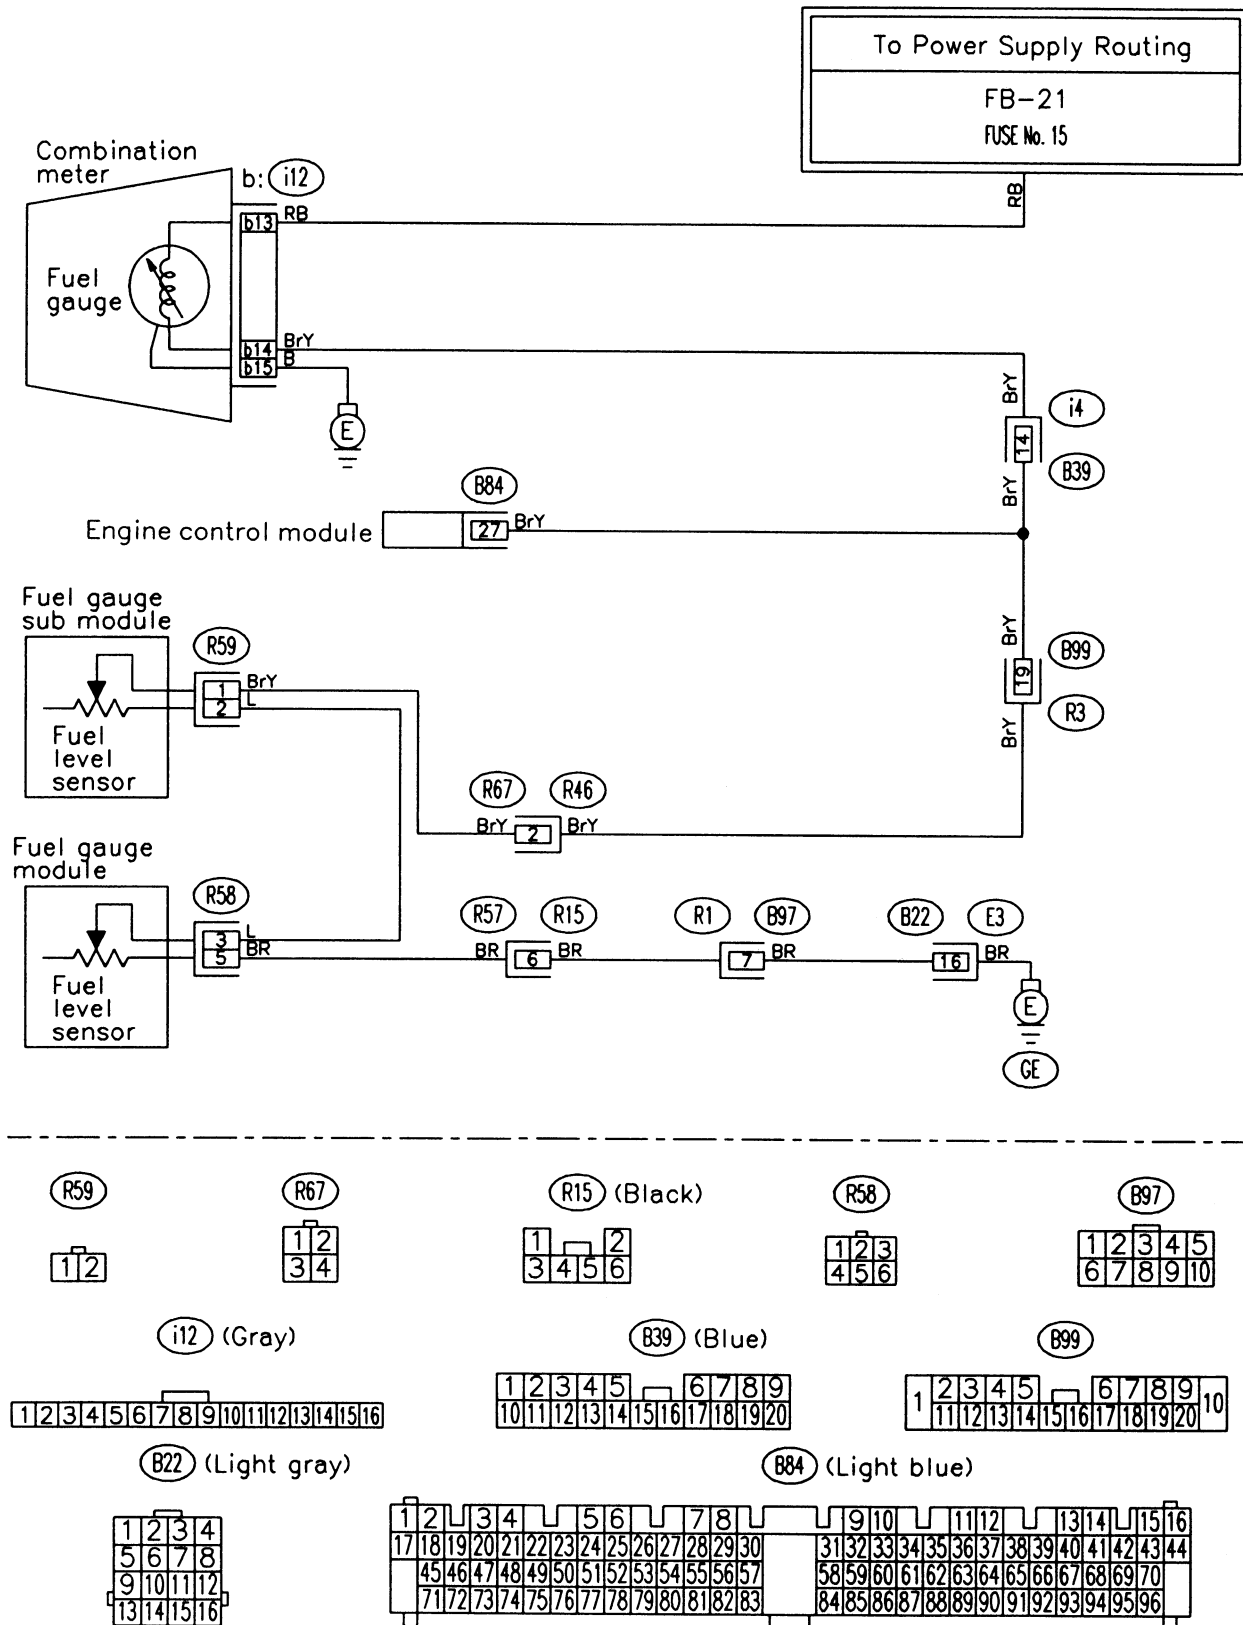 To Power Supply Routing
FB-21
FUSE No. 15
RB
Combination
meter
b: i12
b13 RB
Fuel
gauge
b14 BrY
b15 B
E
BrY
i4
14
B39
BrY
B84
Engine control module 27 BrY
Fuel gauge
sub module
R59
1 BrY
2 L
Fuel
level
sensor
BrY
B99
19
R3
BrY
R67 R46
BrY 2 BrY
Fuel gauge
module
R58
3 L
5 BR
Fuel
level
sensor
R57 R15 R1 B97 B22 E3
BR 6 BR 7 BR 16 BR
E
GE
R59 R67 R15 (Black) R58 B97
1 2
1 2
3 4
1 2
3 4 5 6
1 2 3
4 5 6
1 2 3 4 5
6 7 8 9 10
i12 (Gray) B39 (Blue) B99
1 2 3 4 5 6 7 8 9 10 11 12 13 14 15 16
1 2 3 4 5 6 7 8 9
10 11 12 13 14 15 16 17 18 19 20
1 2 3 4 5 6 7 8 9 10
11 12 13 14 15 16 17 18 19 20
B22 (Light gray) B84 (Light blue)
1 2 3 4
5 6 7 8
9 10 11 12
13 14 15 16
1 2 3 4 5 6 7 8 9 10 11 12 13 14 15 16
17 18 19 20 21 22 23 24 25 26 27 28 29 30 31 32 33 34 35 36 37 38 39 40 41 42 43 44
45 46 47 48 49 50 51 52 53 54 55 56 57 58 59 60 61 62 63 64 65 66 67 68 69 70
71 72 73 74 75 76 77 78 79 80 81 82 83 84 85 86 87 88 89 90 91 92 93 94 95 96